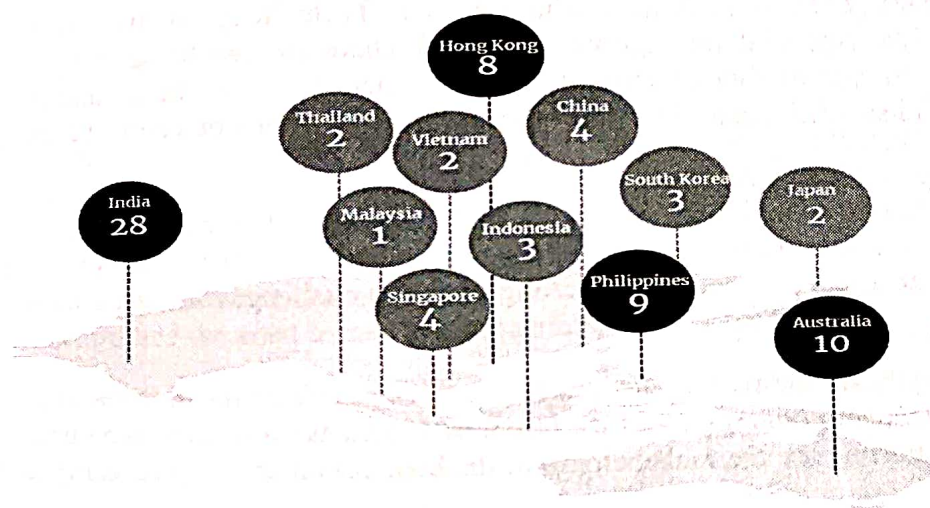 Hong Kong
8
Thailand
2
Vietnam
2
China
4
South Korea
3
Japan
2
India
28
Malaysia
1
Indonesia
3
Singapore
4
Philippines
9
Australia
10